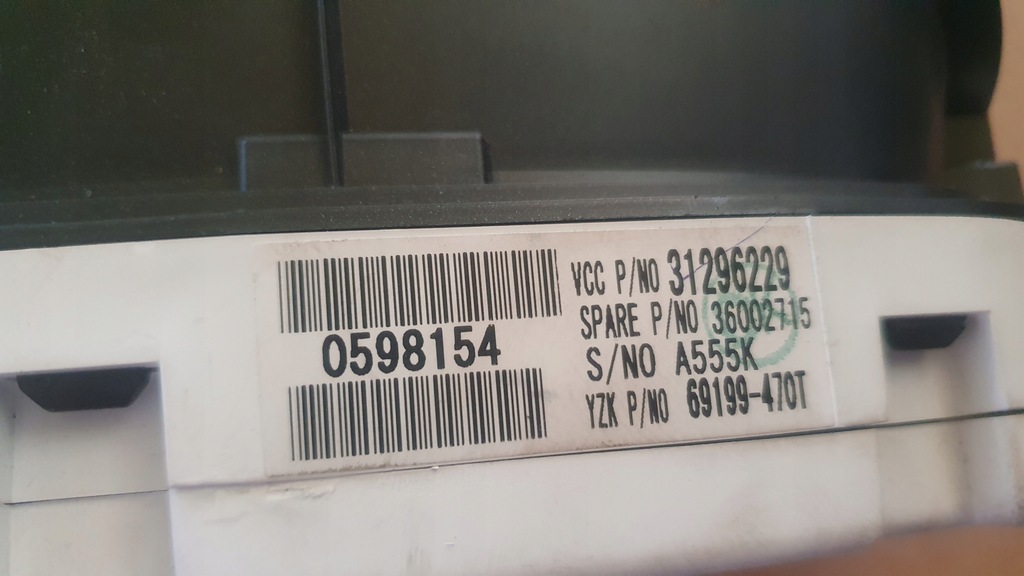 0598154
VCC P/NO 31296229
SPARE P/NO 36002715
S/NO A555K
YZK P/NO 69199-470T